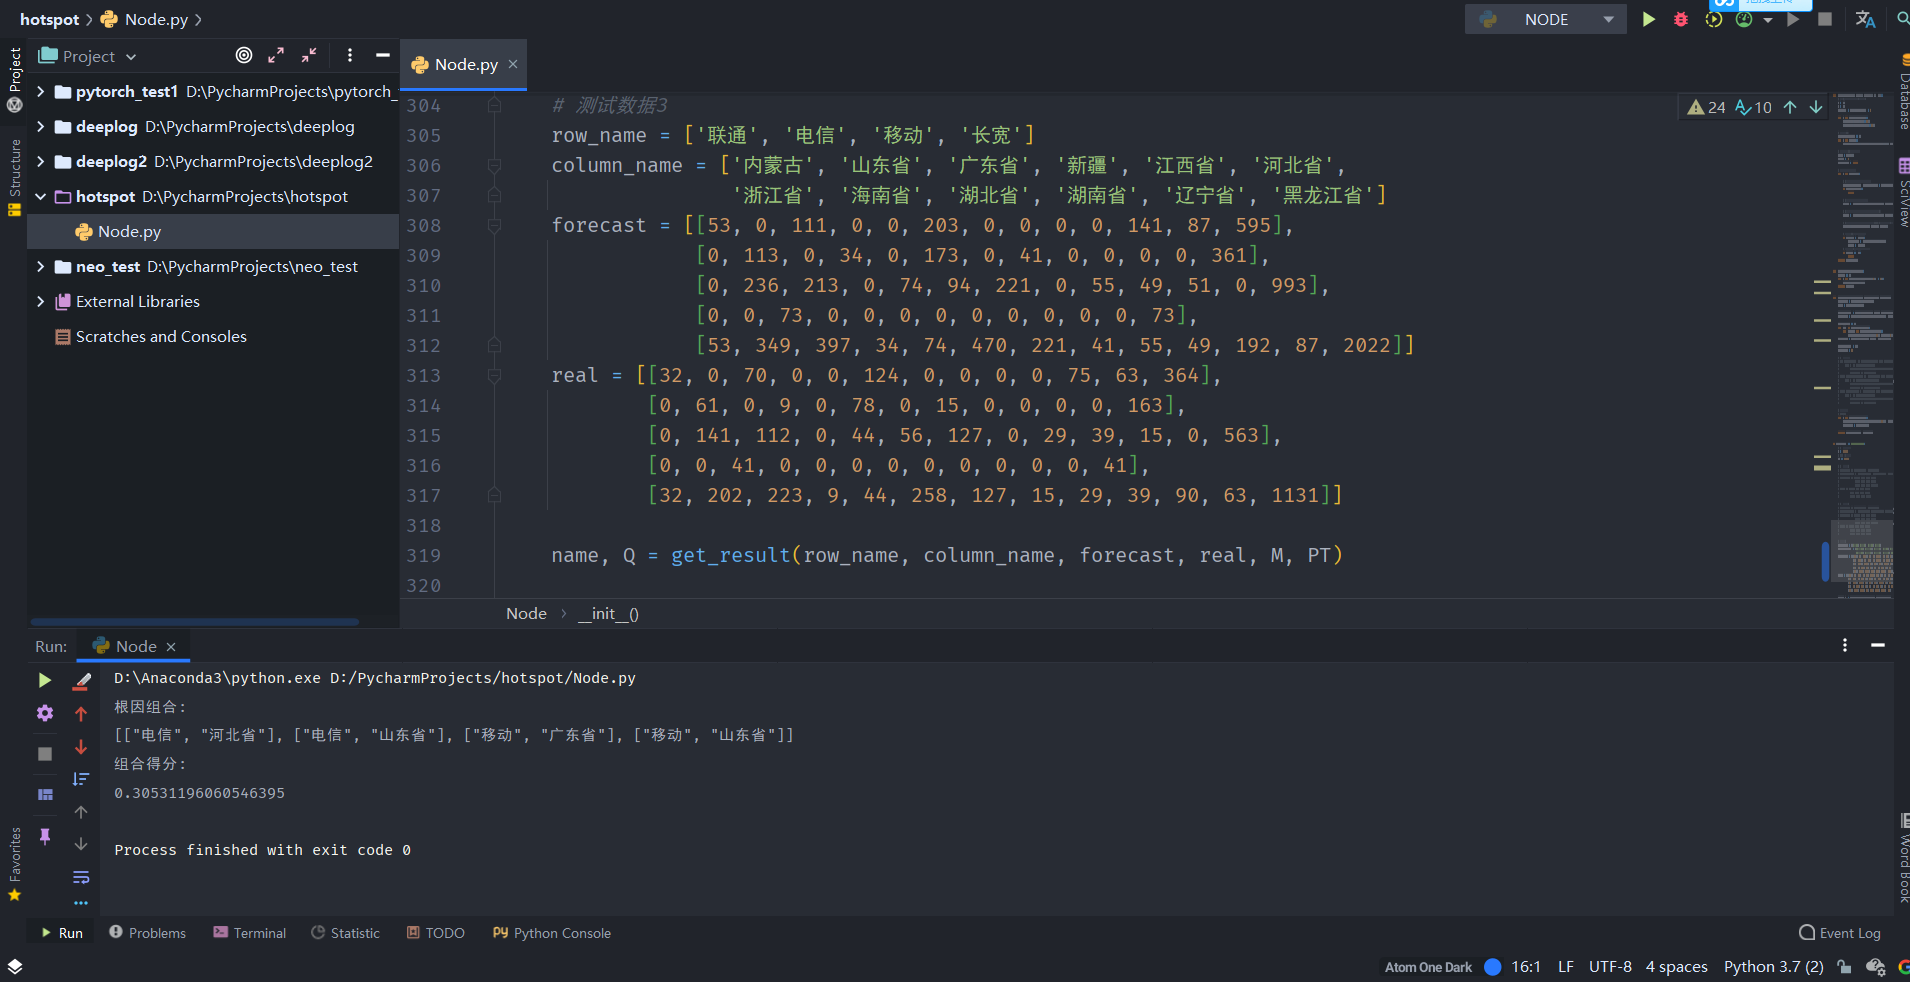 hotspot
Node.py
NODE
Project
Project
Structure
Favorites
pytorch_test1 D:\PycharmProjects\pytorch_
deeplog D:\PycharmProjects\deeplog
deeplog2 D:\PycharmProjects\deeplog2
hotspot D:\PycharmProjects\hotspot
Node.py
neo_test D:\PycharmProjects\neo_test
External Libraries
Scratches and Consoles
Node.py
24 10
304 # 测试数据3
305 row_name = ['联通', '电信', '移动', '长宽']
306 column_name = ['内蒙古', '山东省', '广东省', '新疆', '江西省', '河北省',
307 '浙江省', '海南省', '湖北省', '湖南省', '辽宁省', '黑龙江省']
308 forecast = [[53, 0, 111, 0, 0, 203, 0, 0, 0, 0, 141, 87, 595],
309 [0, 113, 0, 34, 0, 173, 0, 41, 0, 0, 0, 0, 361],
310 [0, 236, 213, 0, 74, 94, 221, 0, 55, 49, 51, 0, 993],
311 [0, 0, 73, 0, 0, 0, 0, 0, 0, 0, 0, 0, 73],
312 [53, 349, 397, 34, 74, 470, 221, 41, 55, 49, 192, 87, 2022]]
313 real = [[32, 0, 70, 0, 0, 124, 0, 0, 0, 0, 75, 63, 364],
314 [0, 61, 0, 9, 0, 78, 0, 15, 0, 0, 0, 0, 163],
315 [0, 141, 112, 0, 44, 56, 127, 0, 29, 39, 15, 0, 563],
316 [0, 0, 41, 0, 0, 0, 0, 0, 0, 0, 0, 0, 41],
317 [32, 202, 223, 9, 44, 258, 127, 15, 29, 39, 90, 63, 1131]]
318
319 name, Q = get_result(row_name, column_name, forecast, real, M, PT)
320
Node __init__()
Database
SciView
Word Book
Run: Node
D:\Anaconda3\python.exe D:/PycharmProjects/hotspot/Node.py
根因组合:
[["电信", "河北省"], ["电信", "山东省"], ["移动", "广东省"], ["移动", "山东省"]]
组合得分:
0.30531196060546395
Process finished with exit code 0
Run Problems Terminal Statistic TODO Python Console Event Log
Atom One Dark 16:1 LF UTF-8 4 spaces Python 3.7 (2)